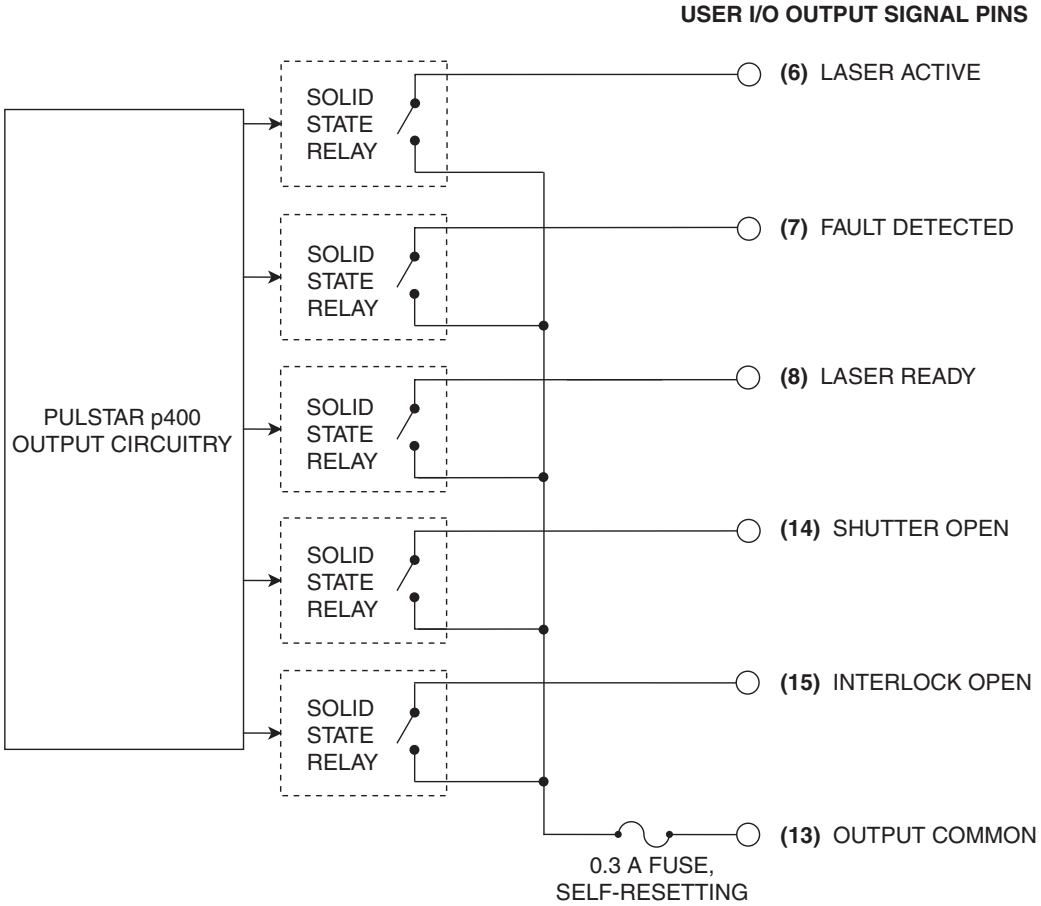 USER I/O OUTPUT SIGNAL PINS
SOLID
STATE
RELAY
(6) LASER ACTIVE
SOLID
STATE
RELAY
(7) FAULT DETECTED
SOLID
STATE
RELAY
(8) LASER READY
PULSTAR p400
OUTPUT CIRCUITRY
SOLID
STATE
RELAY
(14) SHUTTER OPEN
SOLID
STATE
RELAY
(15) INTERLOCK OPEN
(13) OUTPUT COMMON
0.3 A FUSE,
SELF-RESETTING